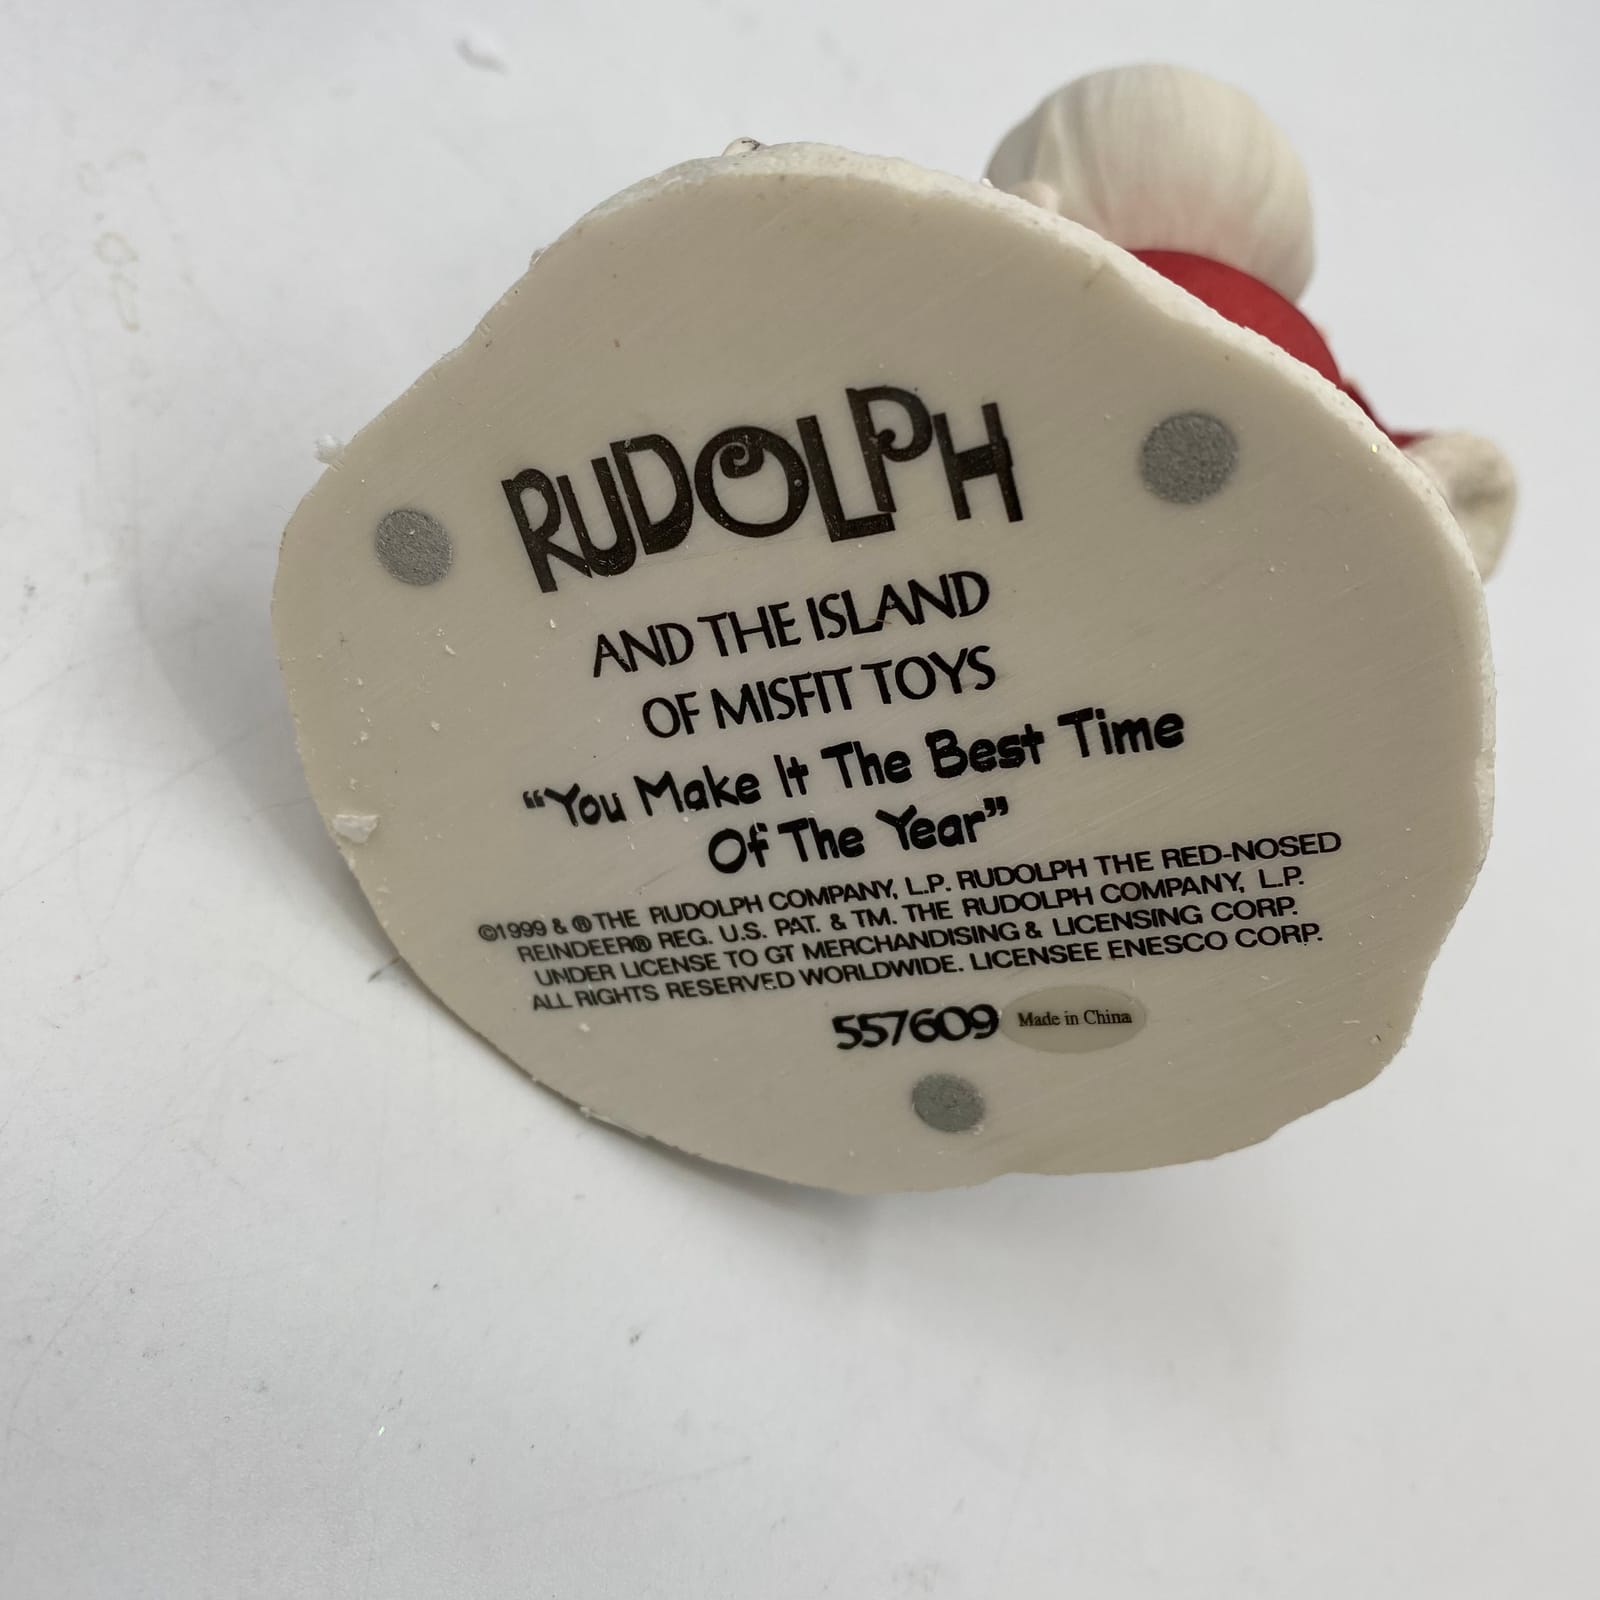 RUDOLPH
AND THE ISLAND
OF MISFIT TOYS
“You Make It The Best Time
Of The Year”
©1999 & ® THE RUDOLPH COMPANY, L.P. RUDOLPH THE RED-NOSED
REINDEER® REG. U.S. PAT. & TM. THE RUDOLPH COMPANY, L.P.
UNDER LICENSE TO GT MERCHANDISING & LICENSING CORP.
ALL RIGHTS RESERVED WORLDWIDE. LICENSEE ENESCO CORP.
557609 Made in China